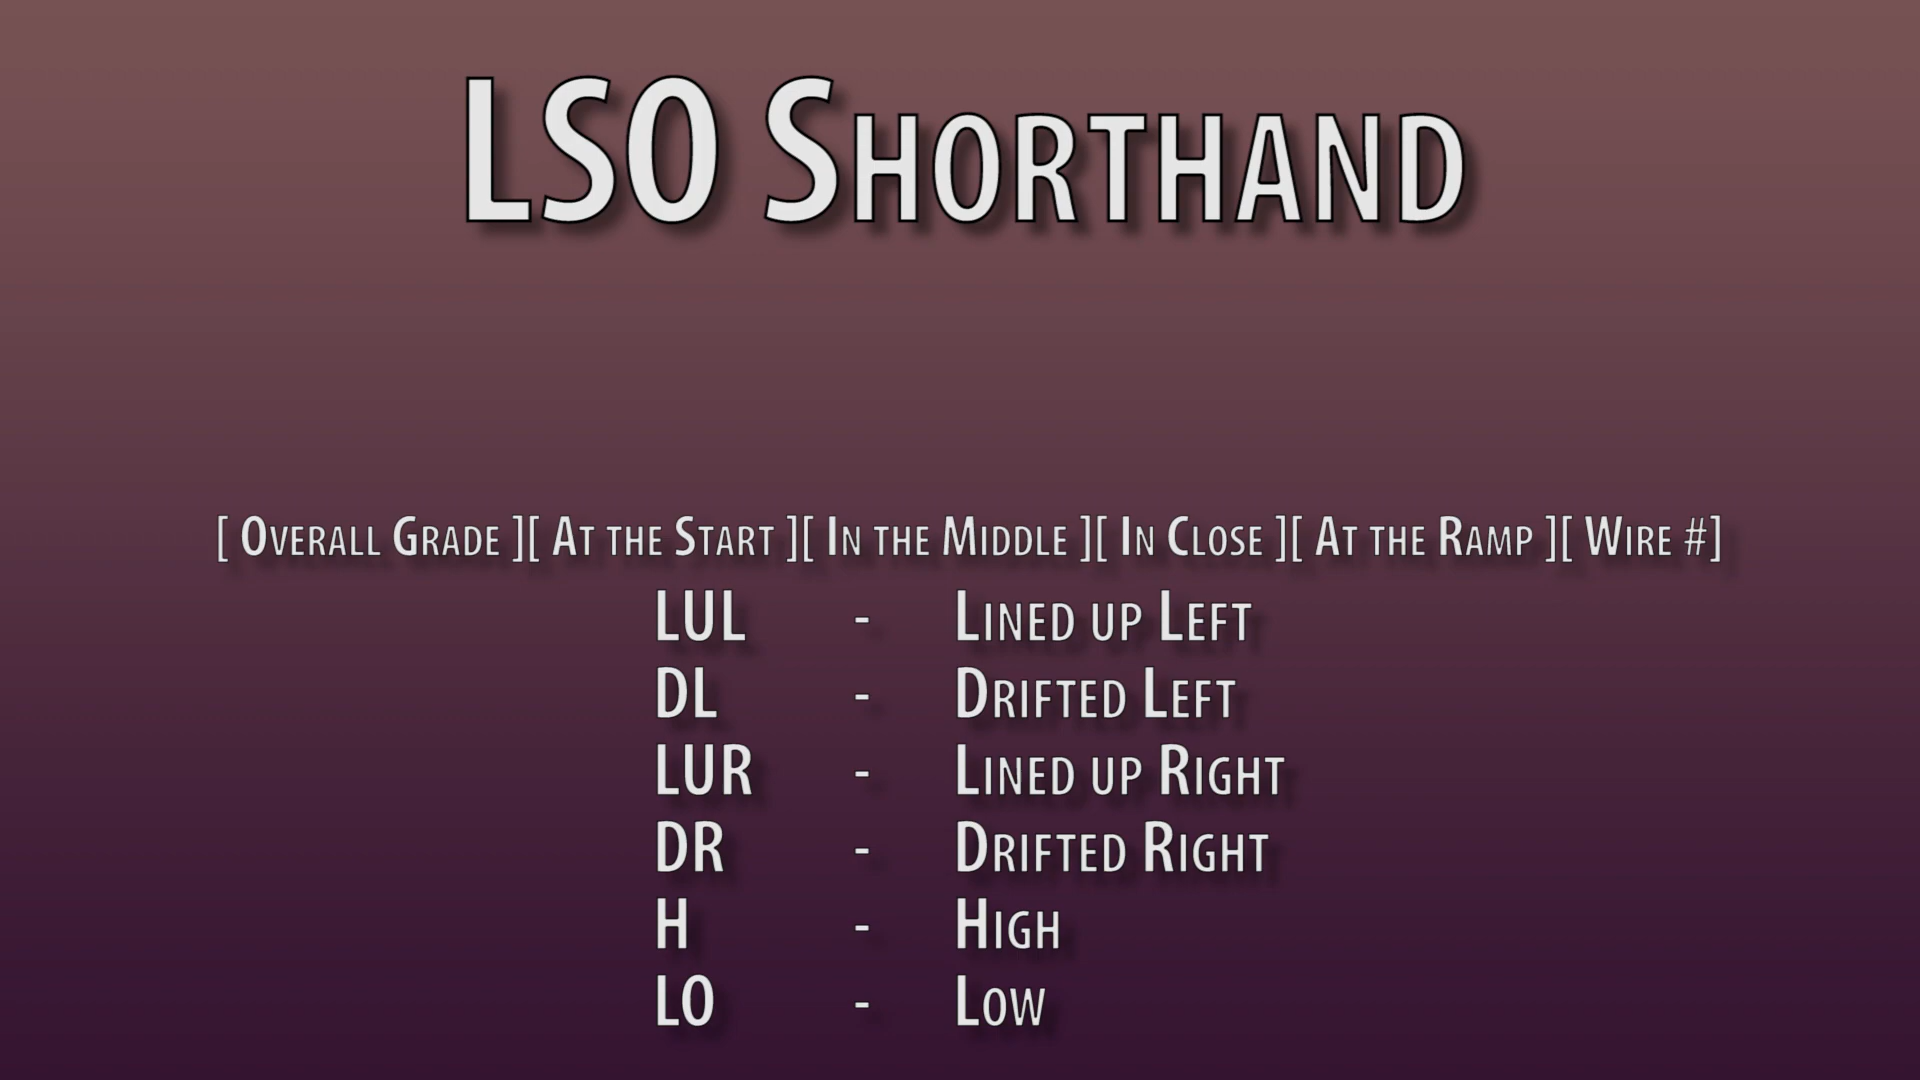 LSO Shorthand
[ Overall Grade ][ At the Start ][ In the Middle ][ In Close ][ At the Ramp ][ Wire #]
LUL - Lined up Left
DL - Drifted Left
LUR - Lined up Right
DR - Drifted Right
H - High
LO - Low